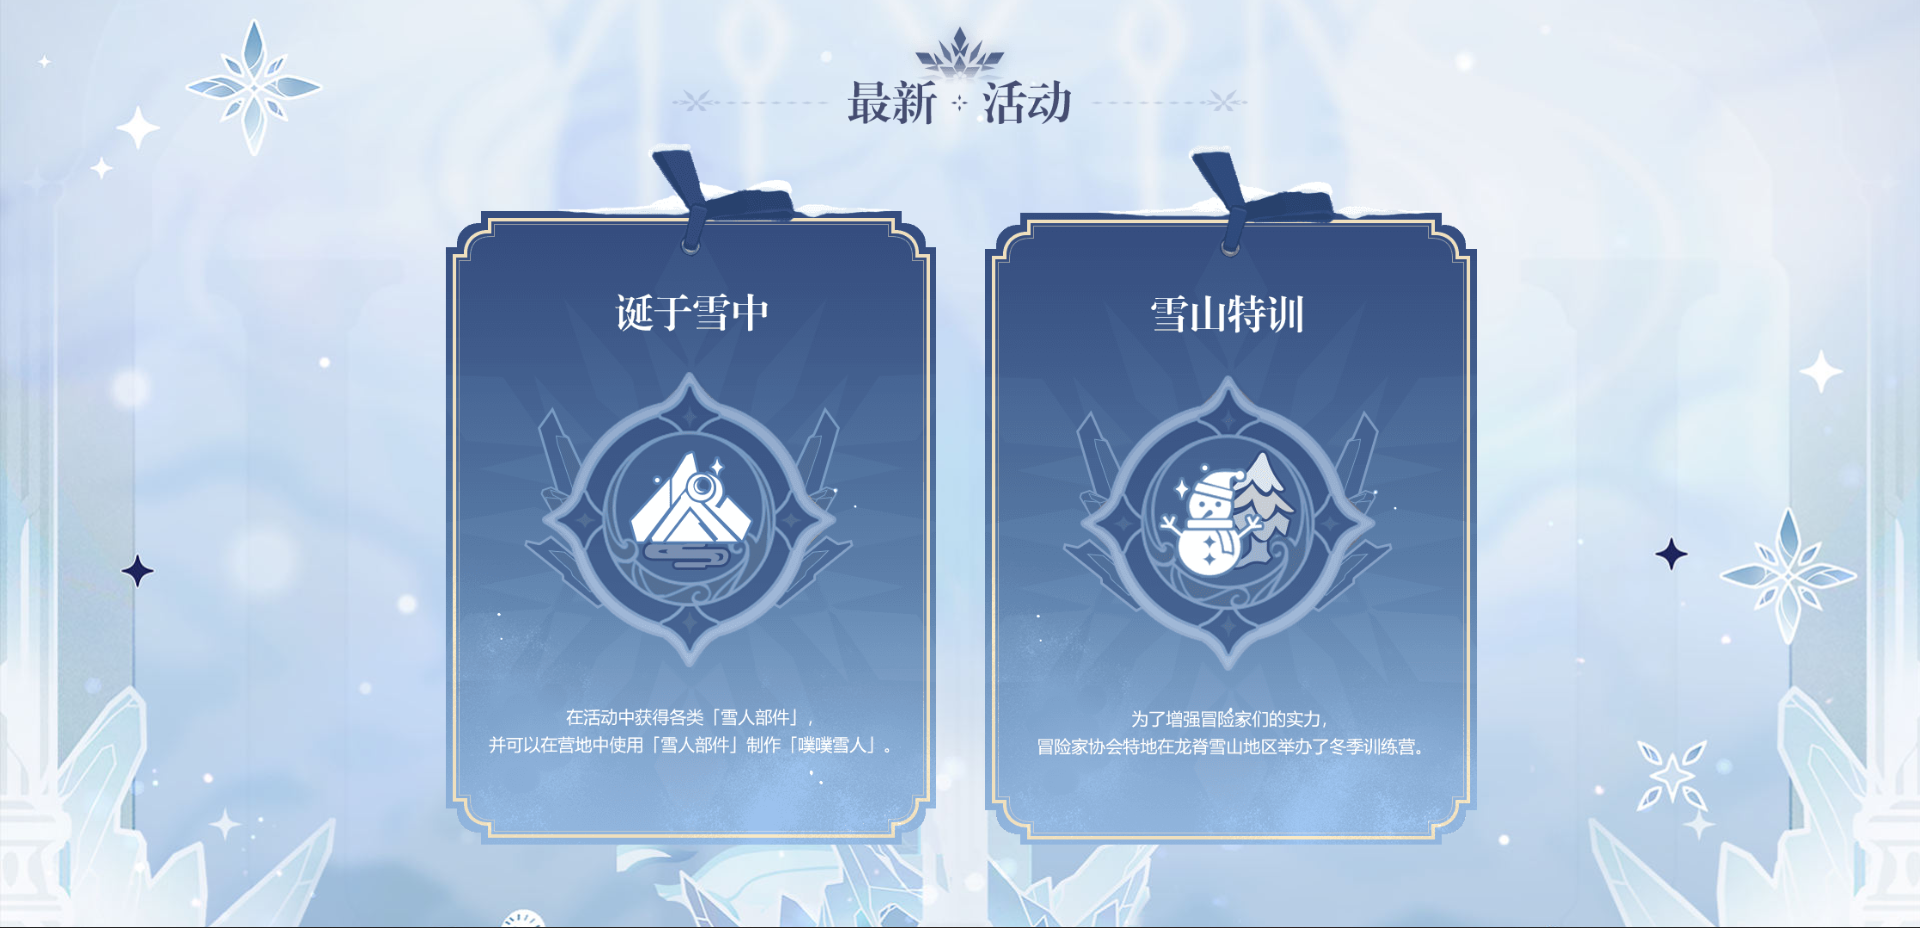 最新 活动
诞于雪中
在活动中获得各类「雪人部件」,
并可以在营地中使用「雪人部件」制作「噗噗雪人」。
雪山特训
为了增强冒险家们的实力,
冒险家协会特地在龙脊雪山地区举办了冬季训练营。